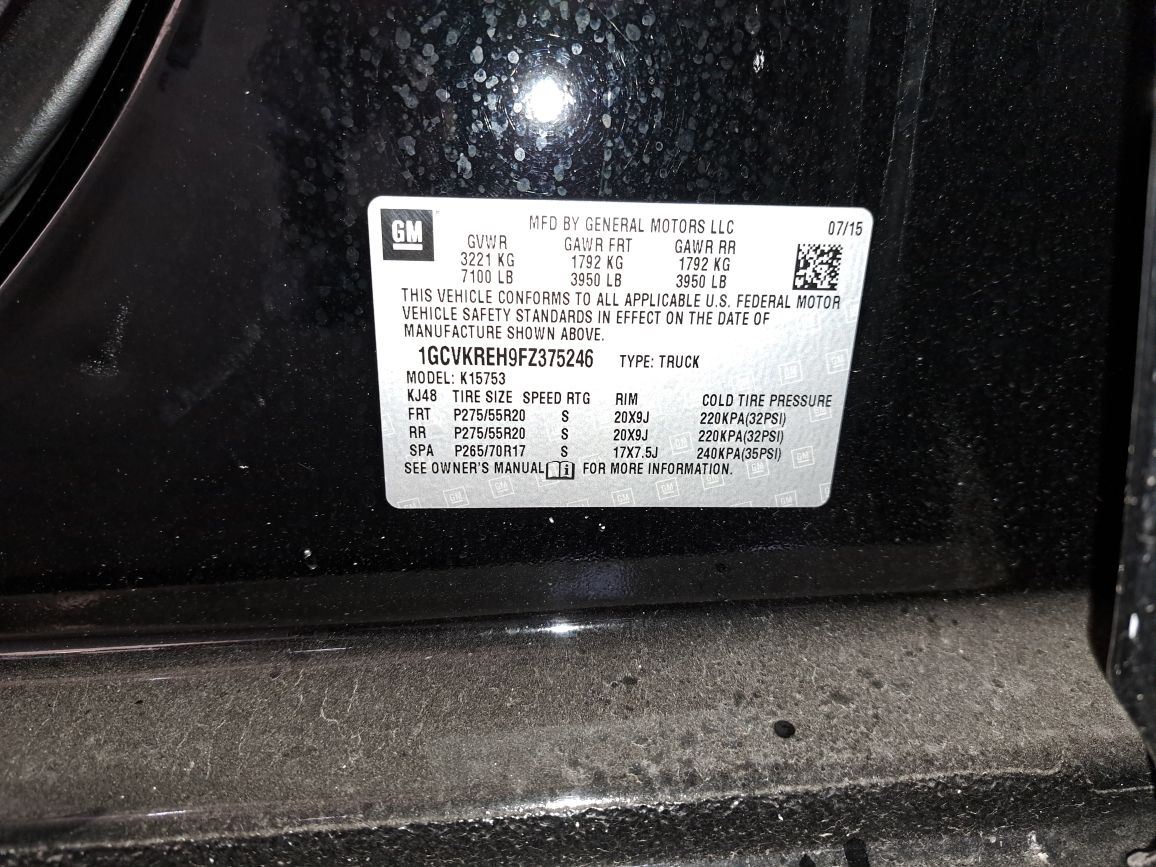 GM
MFD BY GENERAL MOTORS LLC 07/15
GVWR GAWR FRT GAWR RR
3221 KG 1792 KG 1792 KG
7100 LB 3950 LB 3950 LB
THIS VEHICLE CONFORMS TO ALL APPLICABLE U.S. FEDERAL MOTOR
VEHICLE SAFETY STANDARDS IN EFFECT ON THE DATE OF
MANUFACTURE SHOWN ABOVE.
1GCVKREH9FZ375246 TYPE: TRUCK
MODEL: K15753
KJ48 TIRE SIZE SPEED RTG RIM COLD TIRE PRESSURE
FRT P275/55R20 S 20X9J 220KPA(32PSI)
RR P275/55R20 S 20X9J 220KPA(32PSI)
SPA P265/70R17 S 17X7.5J 240KPA(35PSI)
SEE OWNER'S MANUAL i FOR MORE INFORMATION.